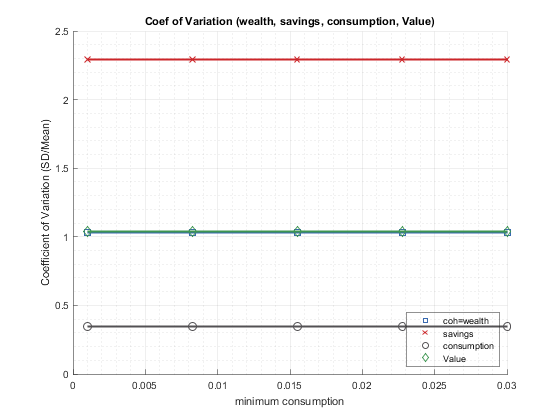 Coef of Variation (wealth, savings, consumption, Value)
Coefficient of Variation (SD/Mean)
2.5
2
1.5
1
0.5
0
0
0.005
0.01
0.015
0.02
0.025
0.03
minimum consumption
coh=wealth
savings
consumption
Value